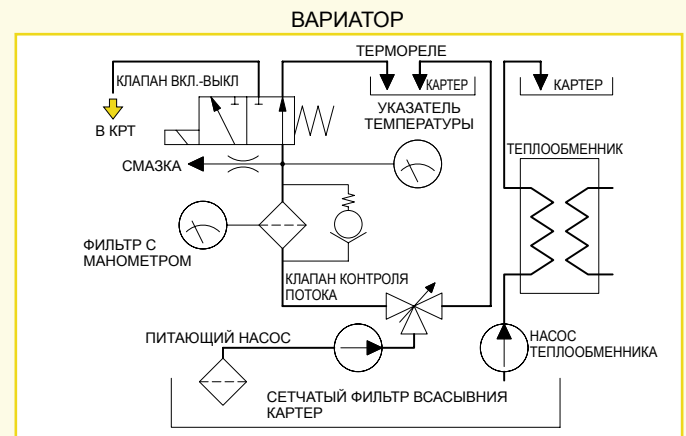 ВАРИАТОР
ТЕРМОРЕЛЕ
КЛАПАН ВКЛ.-ВЫКЛ
КАРТЕР
КАРТЕР
УКАЗАТЕЛЬ
ТЕМПЕРАТУРЫ
В КРТ
ТЕПЛООБМЕННИК
СМАЗКА
ФИЛЬТР С
МАНОМЕТРОМ
КЛАПАН КОНТРОЛЯ
ПОТОКА
ПИТАЮЩИЙ НАСОС
НАСОС
ТЕПЛООБМЕННИКА
СЕТЧАТЫЙ ФИЛЬТР ВСАСЫВНИЯ
КАРТЕР